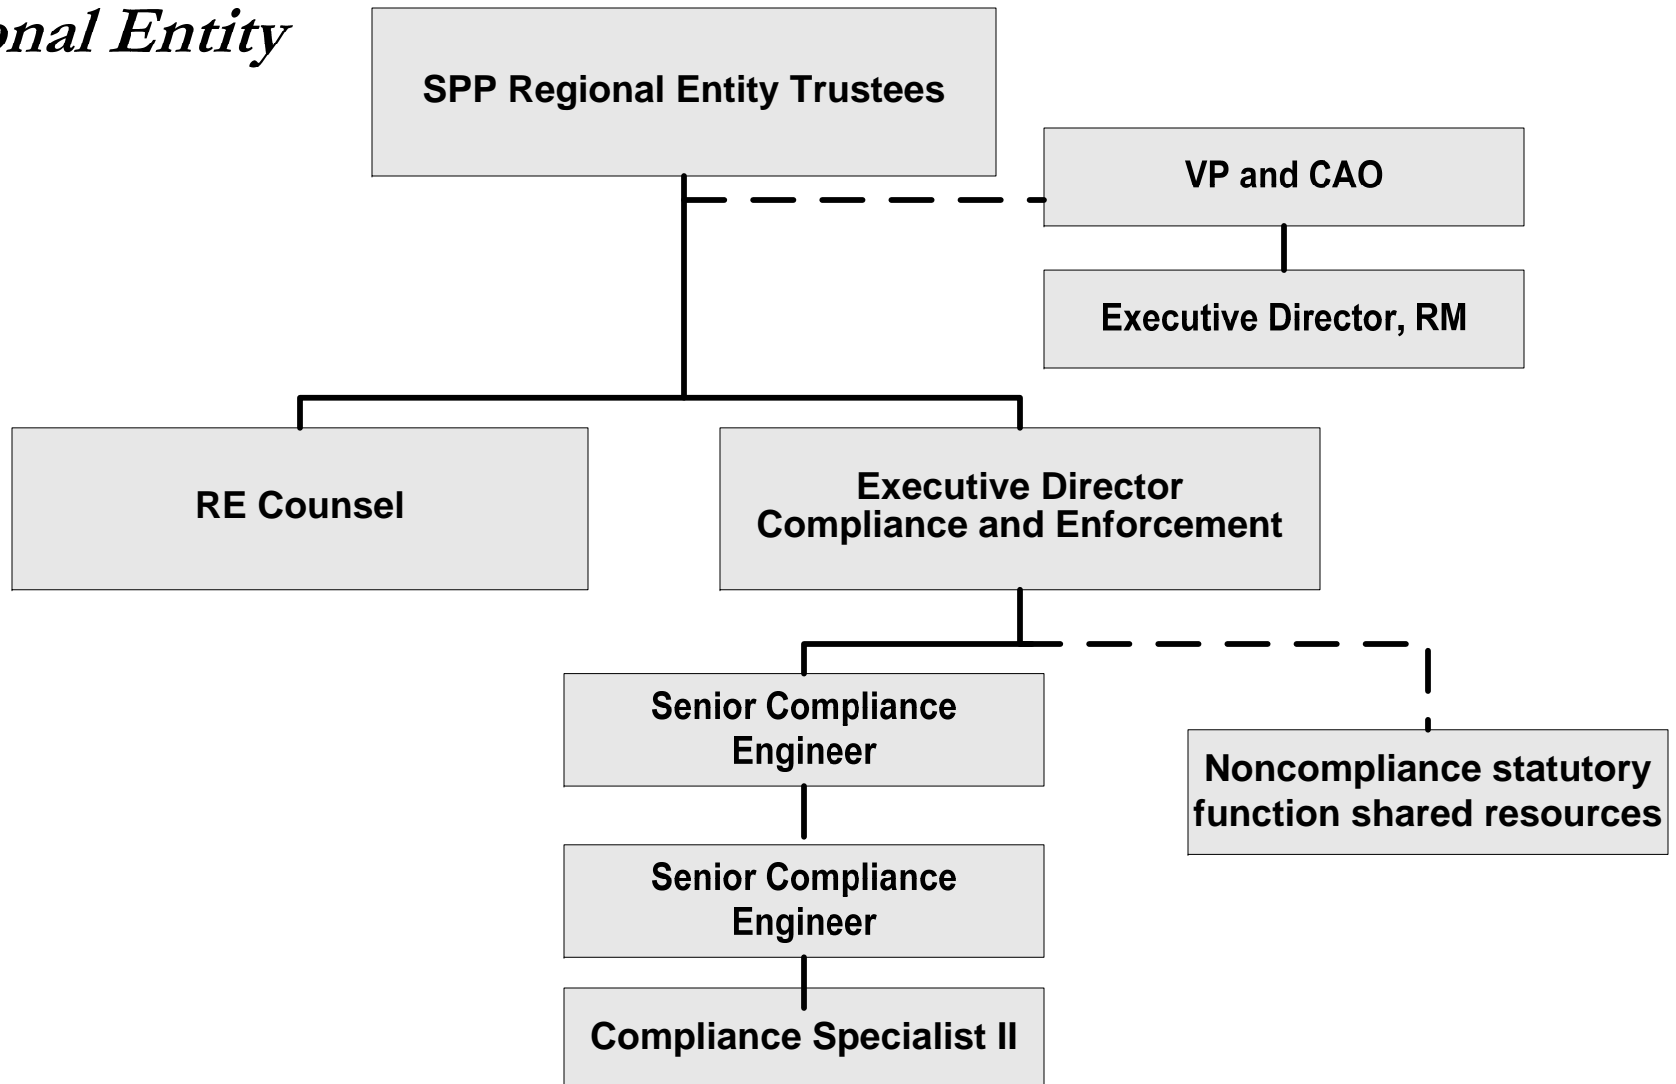 Entity
SPP Regional Entity Trustees
VP and CAO
Executive Director, RM
RE Counsel
Executive Director
Compliance and Enforcement
Senior Compliance
Engineer
Noncompliance statutory
function shared resources
Senior Compliance
Engineer
Compliance Specialist II